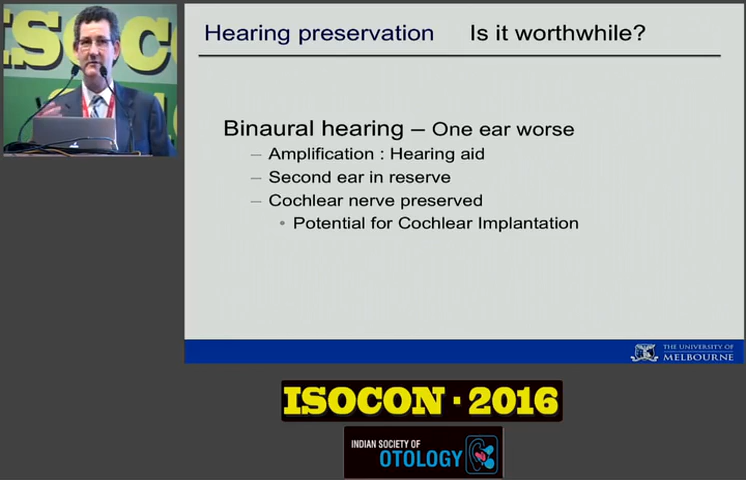 ISOCON
Hearing preservation Is it worthwhile?
Binaural hearing – One ear worse
– Amplification : Hearing aid
– Second ear in reserve
– Cochlear nerve preserved
• Potential for Cochlear Implantation
THE UNIVERSITY OF
MELBOURNE
ISOCON · 2016
INDIAN SOCIETY OF
OTOLOGY